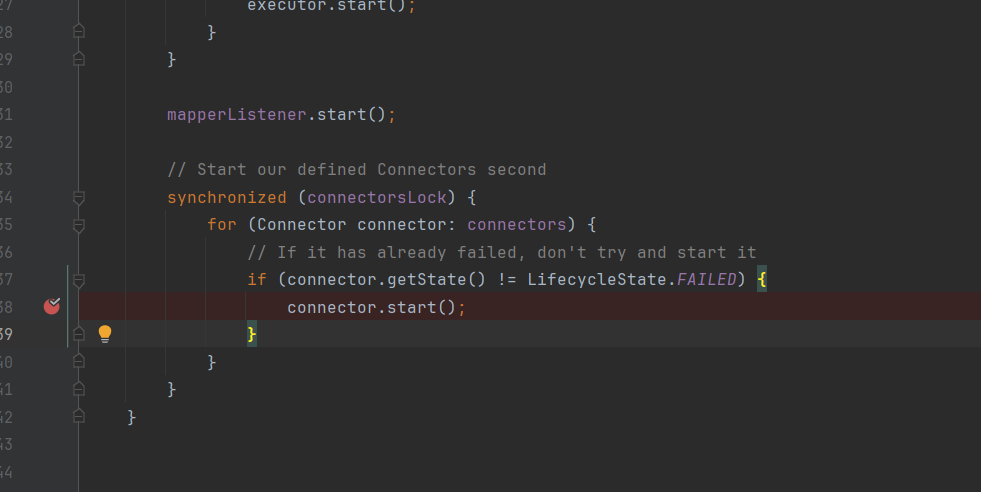 27 executor.start();
28 }
29 }
30
31 mapperListener.start();
32
33 // Start our defined Connectors second
34 synchronized (connectorsLock) {
35 for (Connector connector: connectors) {
36 // If it has already failed, don't try and start it
37 if (connector.getState() != LifecycleState.FAILED) {
38 connector.start();
39 }
40 }
41 }
42 }
43
44